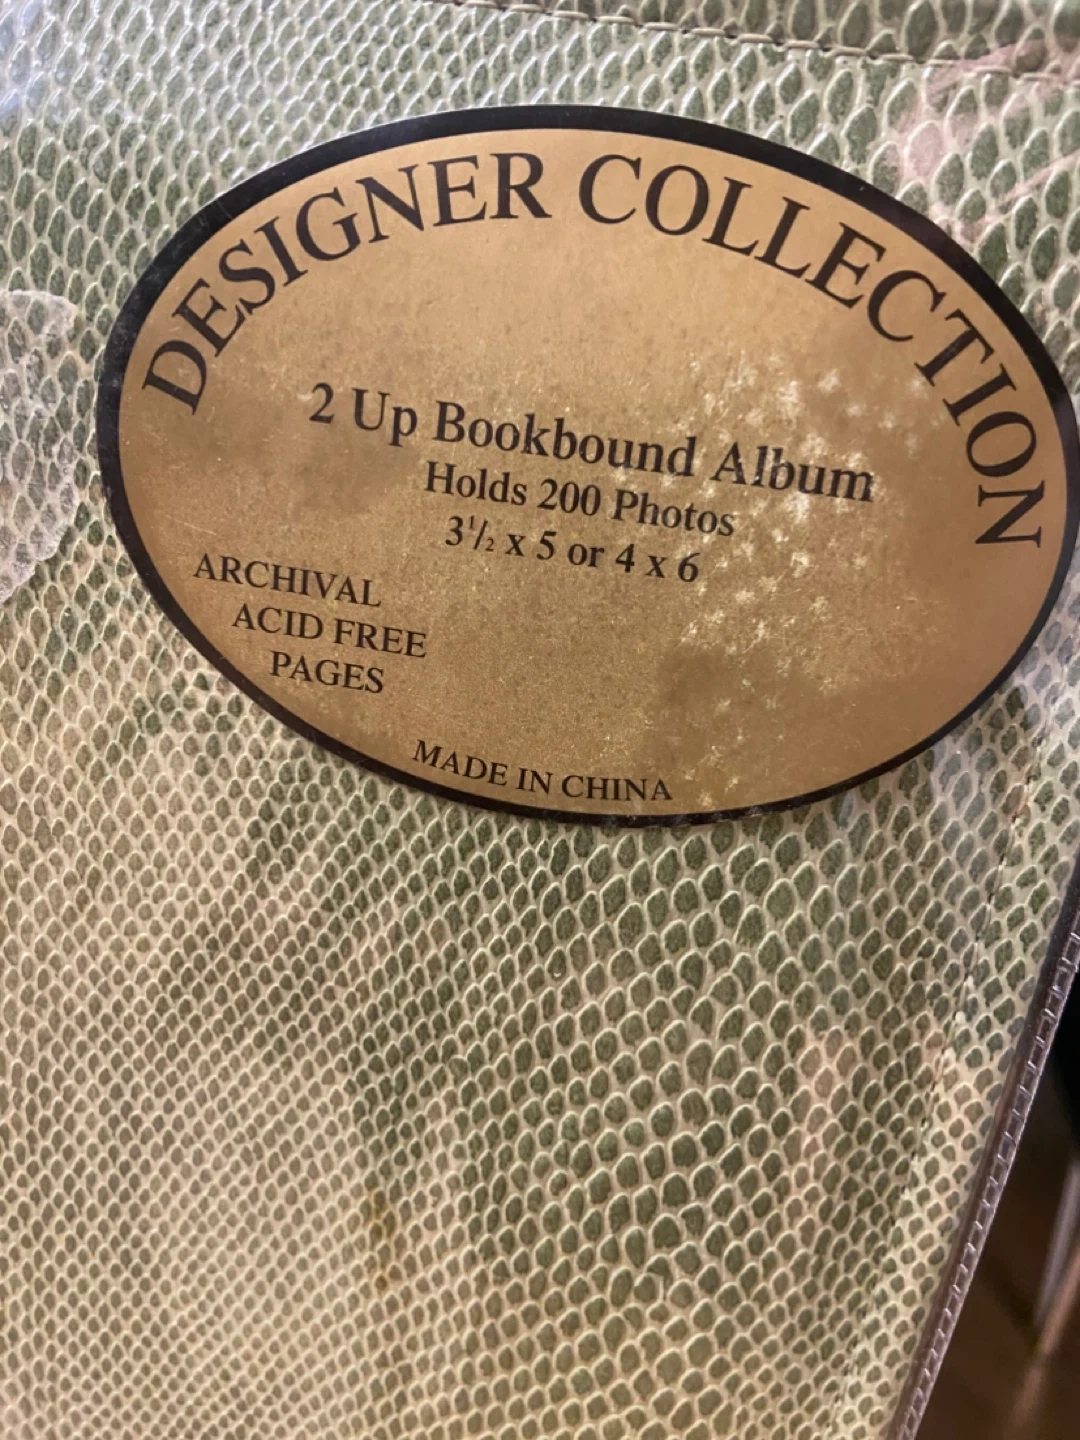 DESIGNER COLLECTION
2 Up Bookbound Album
Holds 200 Photos
3½ x 5 or 4 x 6
ARCHIVAL
ACID FREE
PAGES
MADE IN CHINA